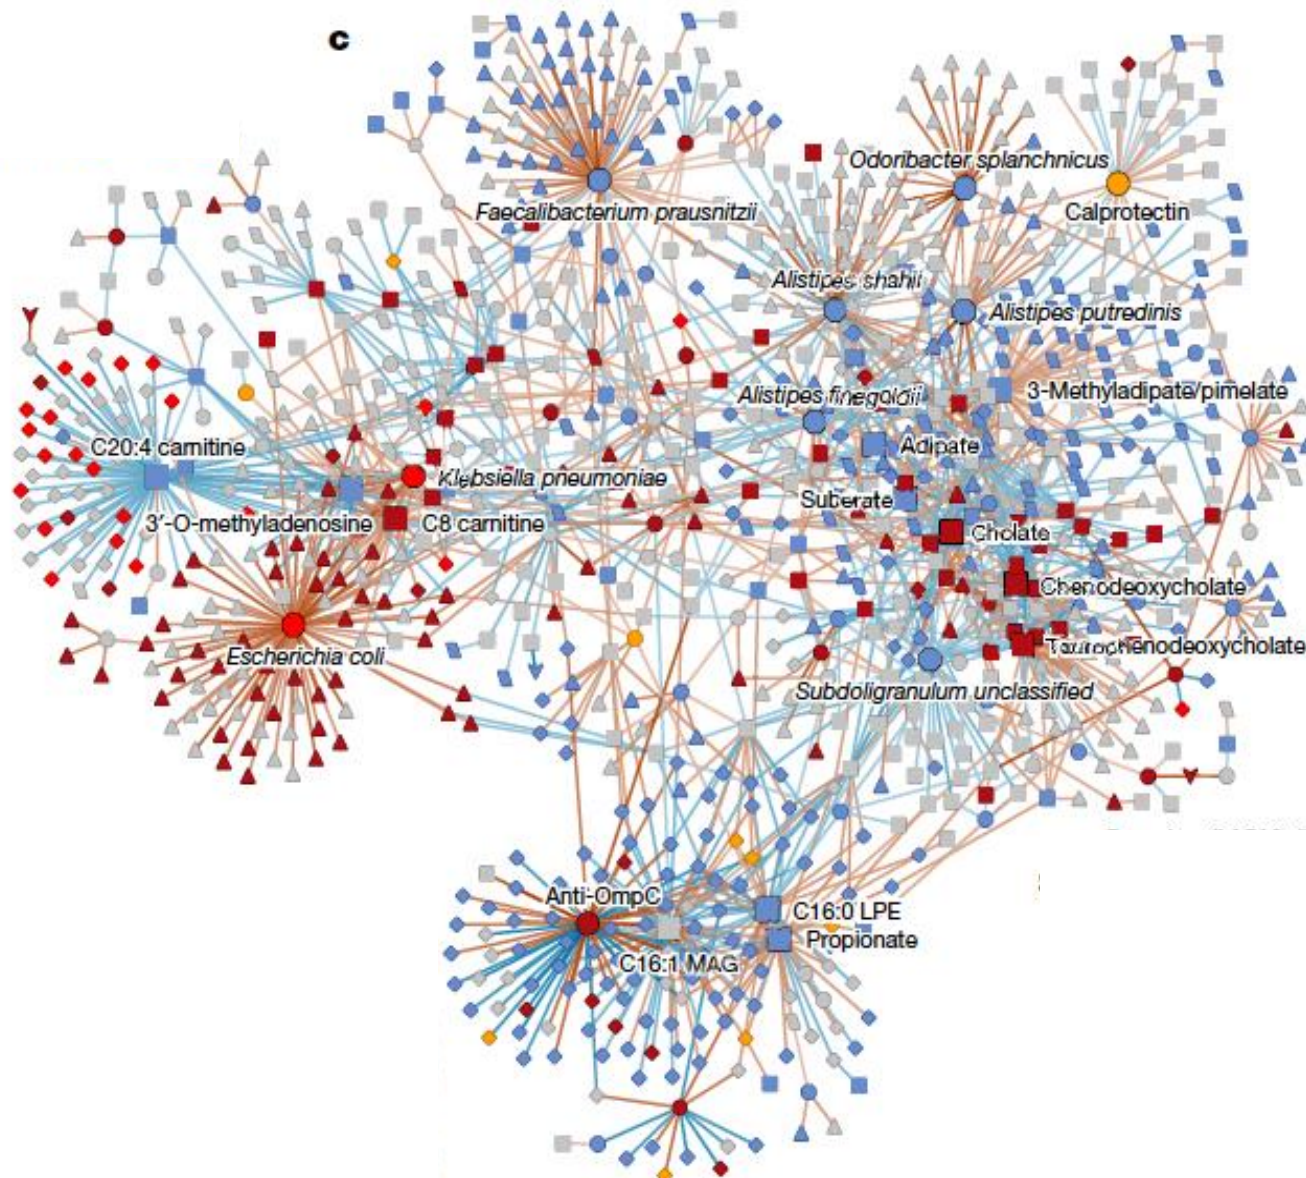 c
Odoribacter splanchnicus
Faecalibacterium prausnitzii
Calprotectin
Alistipes shahii
Alistipes putredinis
Alistipes finegoldii
3-Methyladipate/pimelate
C20:4 carnitine
Adipate
Klebsiella pneumoniae
Suberate
3′-O-methyladenosine
C8 carnitine
Cholate
Chenodeoxycholate
Escherichia coli
Taurochenodeoxycholate
Subdoligranulum unclassified
Anti-OmpC
C16:0 LPE
Propionate
C16:1 MAG